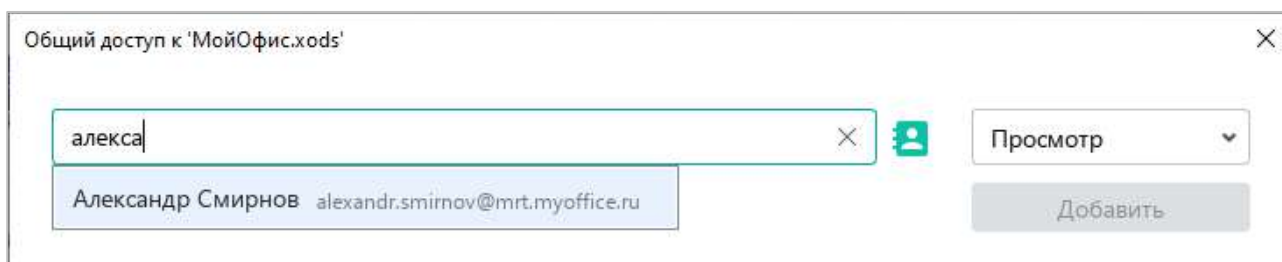 Общий доступ к 'МойОфис.xods'
алекса
Просмотр
Александр Смирнов alexandr.smirnov@mrt.myoffice.ru
Добавить